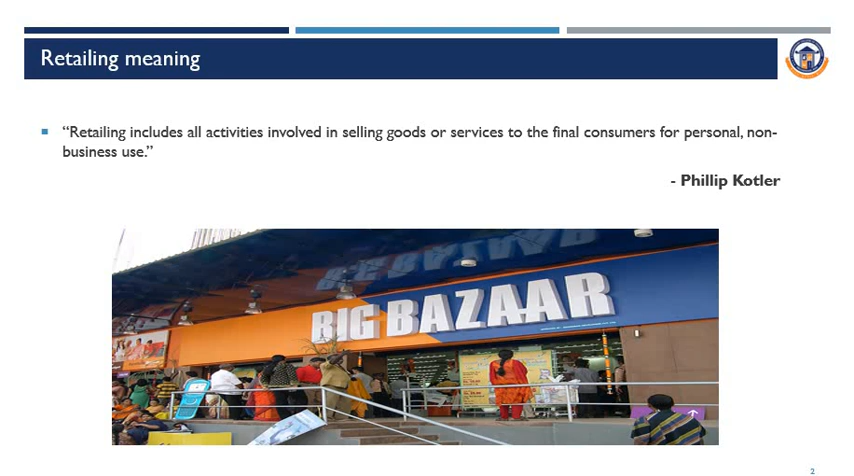 Retailing meaning
“Retailing includes all activities involved in selling goods or services to the final consumers for personal, non-
business use.”
- Phillip Kotler
BIG BAZAAR
2